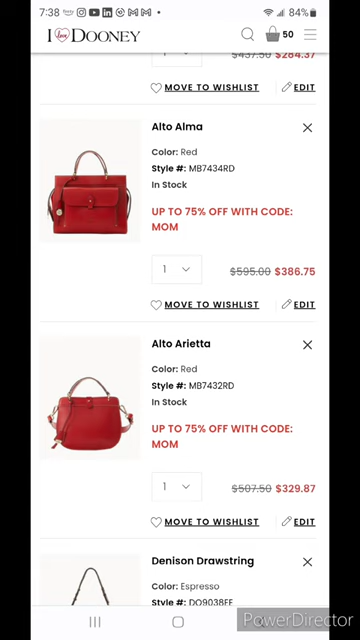 7:38
84%
I love DOONEY
50
$437.50 $284.37
MOVE TO WISHLIST
EDIT
Alto Alma
Color: Red
Style #: MB7434RD
In Stock
UP TO 75% OFF WITH CODE:
MOM
1
$595.00 $386.75
MOVE TO WISHLIST
EDIT
Alto Arietta
Color: Red
Style #: MB7432RD
In Stock
UP TO 75% OFF WITH CODE:
MOM
1
$507.50 $329.87
MOVE TO WISHLIST
EDIT
Denison Drawstring
Color: Espresso
PowerDirector